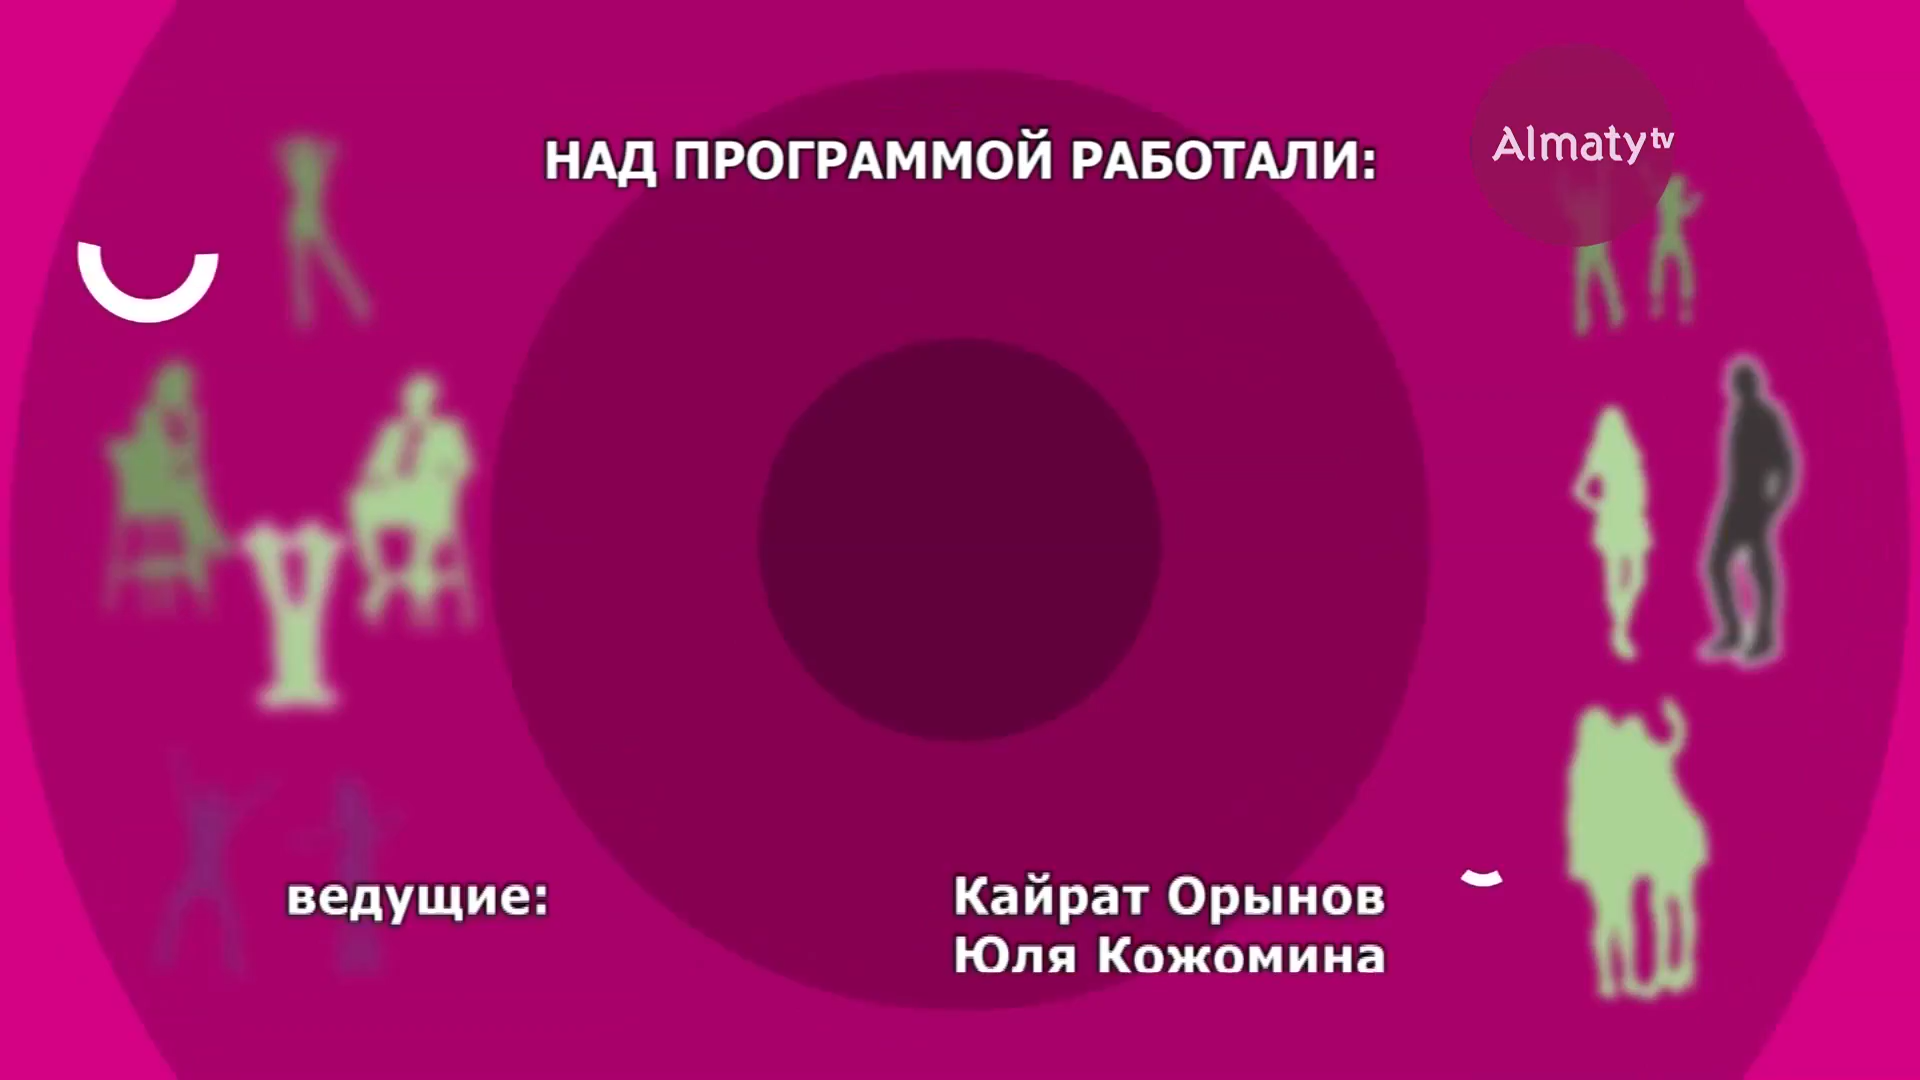 НАД ПРОГРАММОЙ РАБОТАЛИ:
Almaty tv
ведущие:
Кайрат Орынов
Юля Кожомина